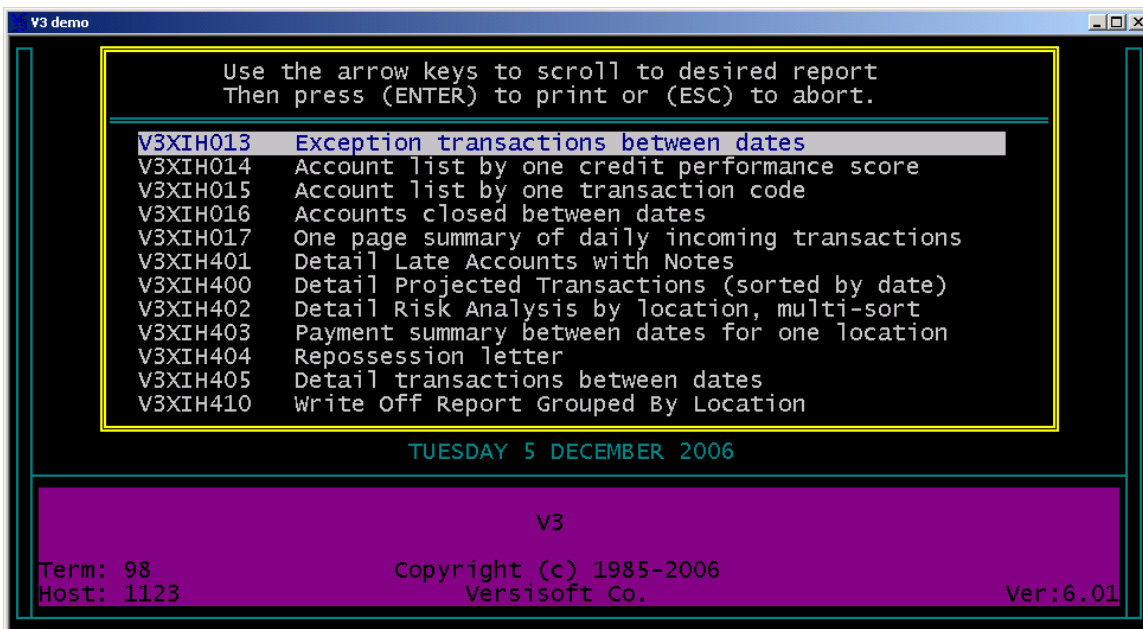 V3 demo
Use the arrow keys to scroll to desired report
Then press (ENTER) to print or (ESC) to abort.
V3XIH013 Exception transactions between dates
V3XIH014 Account list by one credit performance score
V3XIH015 Account list by one transaction code
V3XIH016 Accounts closed between dates
V3XIH017 One page summary of daily incoming transactions
V3XIH401 Detail Late Accounts with Notes
V3XIH400 Detail Projected Transactions (sorted by date)
V3XIH402 Detail Risk Analysis by location, multi-sort
V3XIH403 Payment summary between dates for one location
V3XIH404 Repossession letter
V3XIH405 Detail transactions between dates
V3XIH410 Write Off Report Grouped By Location
TUESDAY 5 DECEMBER 2006
V3
Term: 98 Copyright (c) 1985-2006
Host: 1123 Versisoft Co. Ver:6.01